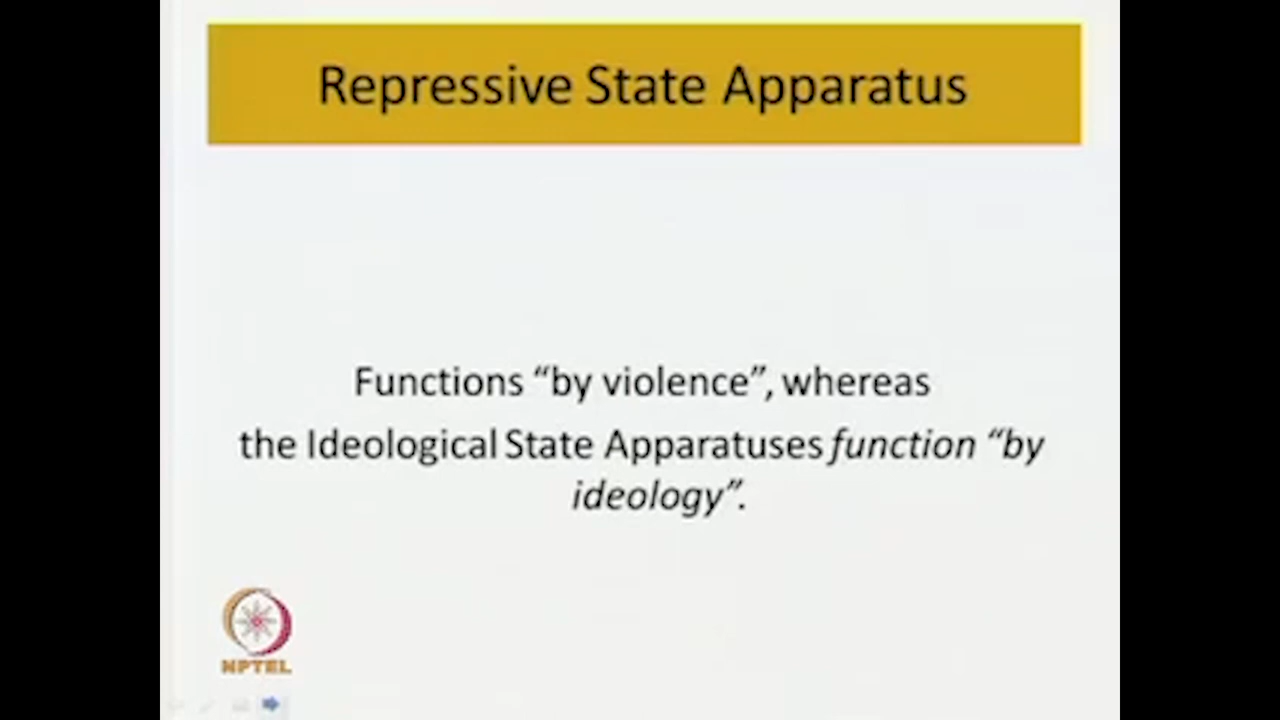 Repressive State Apparatus
Functions “by violence”, whereas
the Ideological State Apparatuses function “by
ideology”.
NPTEL